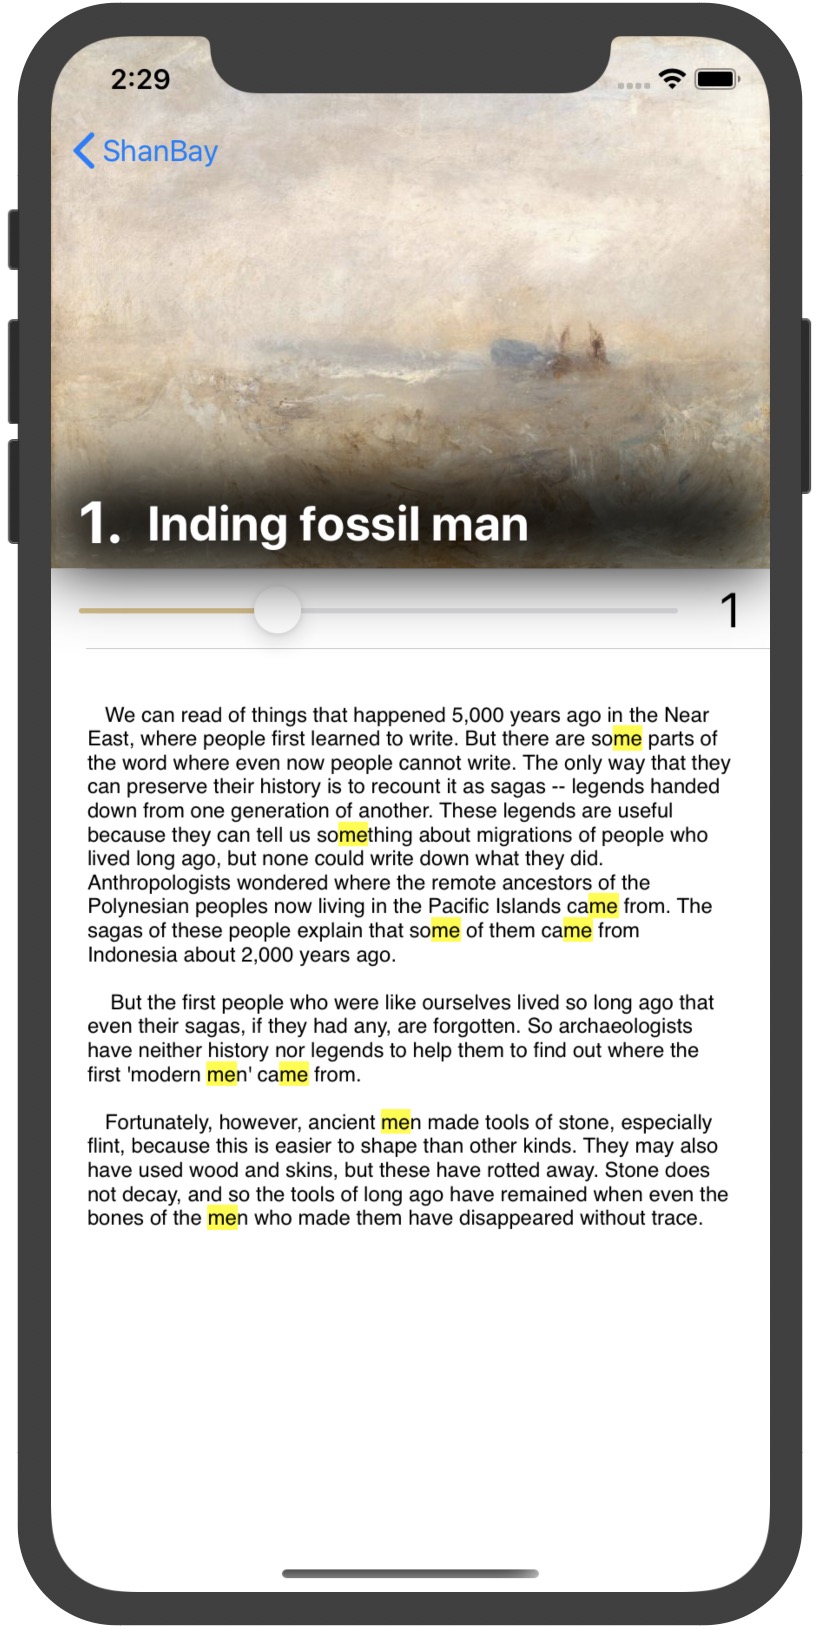 2:29
ShanBay
1. Inding fossil man
1
We can read of things that happened 5,000 years ago in the Near
East, where people first learned to write. But there are some parts of
the word where even now people cannot write. The only way that they
can preserve their history is to recount it as sagas -- legends handed
down from one generation of another. These legends are useful
because they can tell us something about migrations of people who
lived long ago, but none could write down what they did.
Anthropologists wondered where the remote ancestors of the
Polynesian peoples now living in the Pacific Islands came from. The
sagas of these people explain that some of them came from
Indonesia about 2,000 years ago.
But the first people who were like ourselves lived so long ago that
even their sagas, if they had any, are forgotten. So archaeologists
have neither history nor legends to help them to find out where the
first 'modern men' came from.
Fortunately, however, ancient men made tools of stone, especially
flint, because this is easier to shape than other kinds. They may also
have used wood and skins, but these have rotted away. Stone does
not decay, and so the tools of long ago have remained when even the
bones of the men who made them have disappeared without trace.